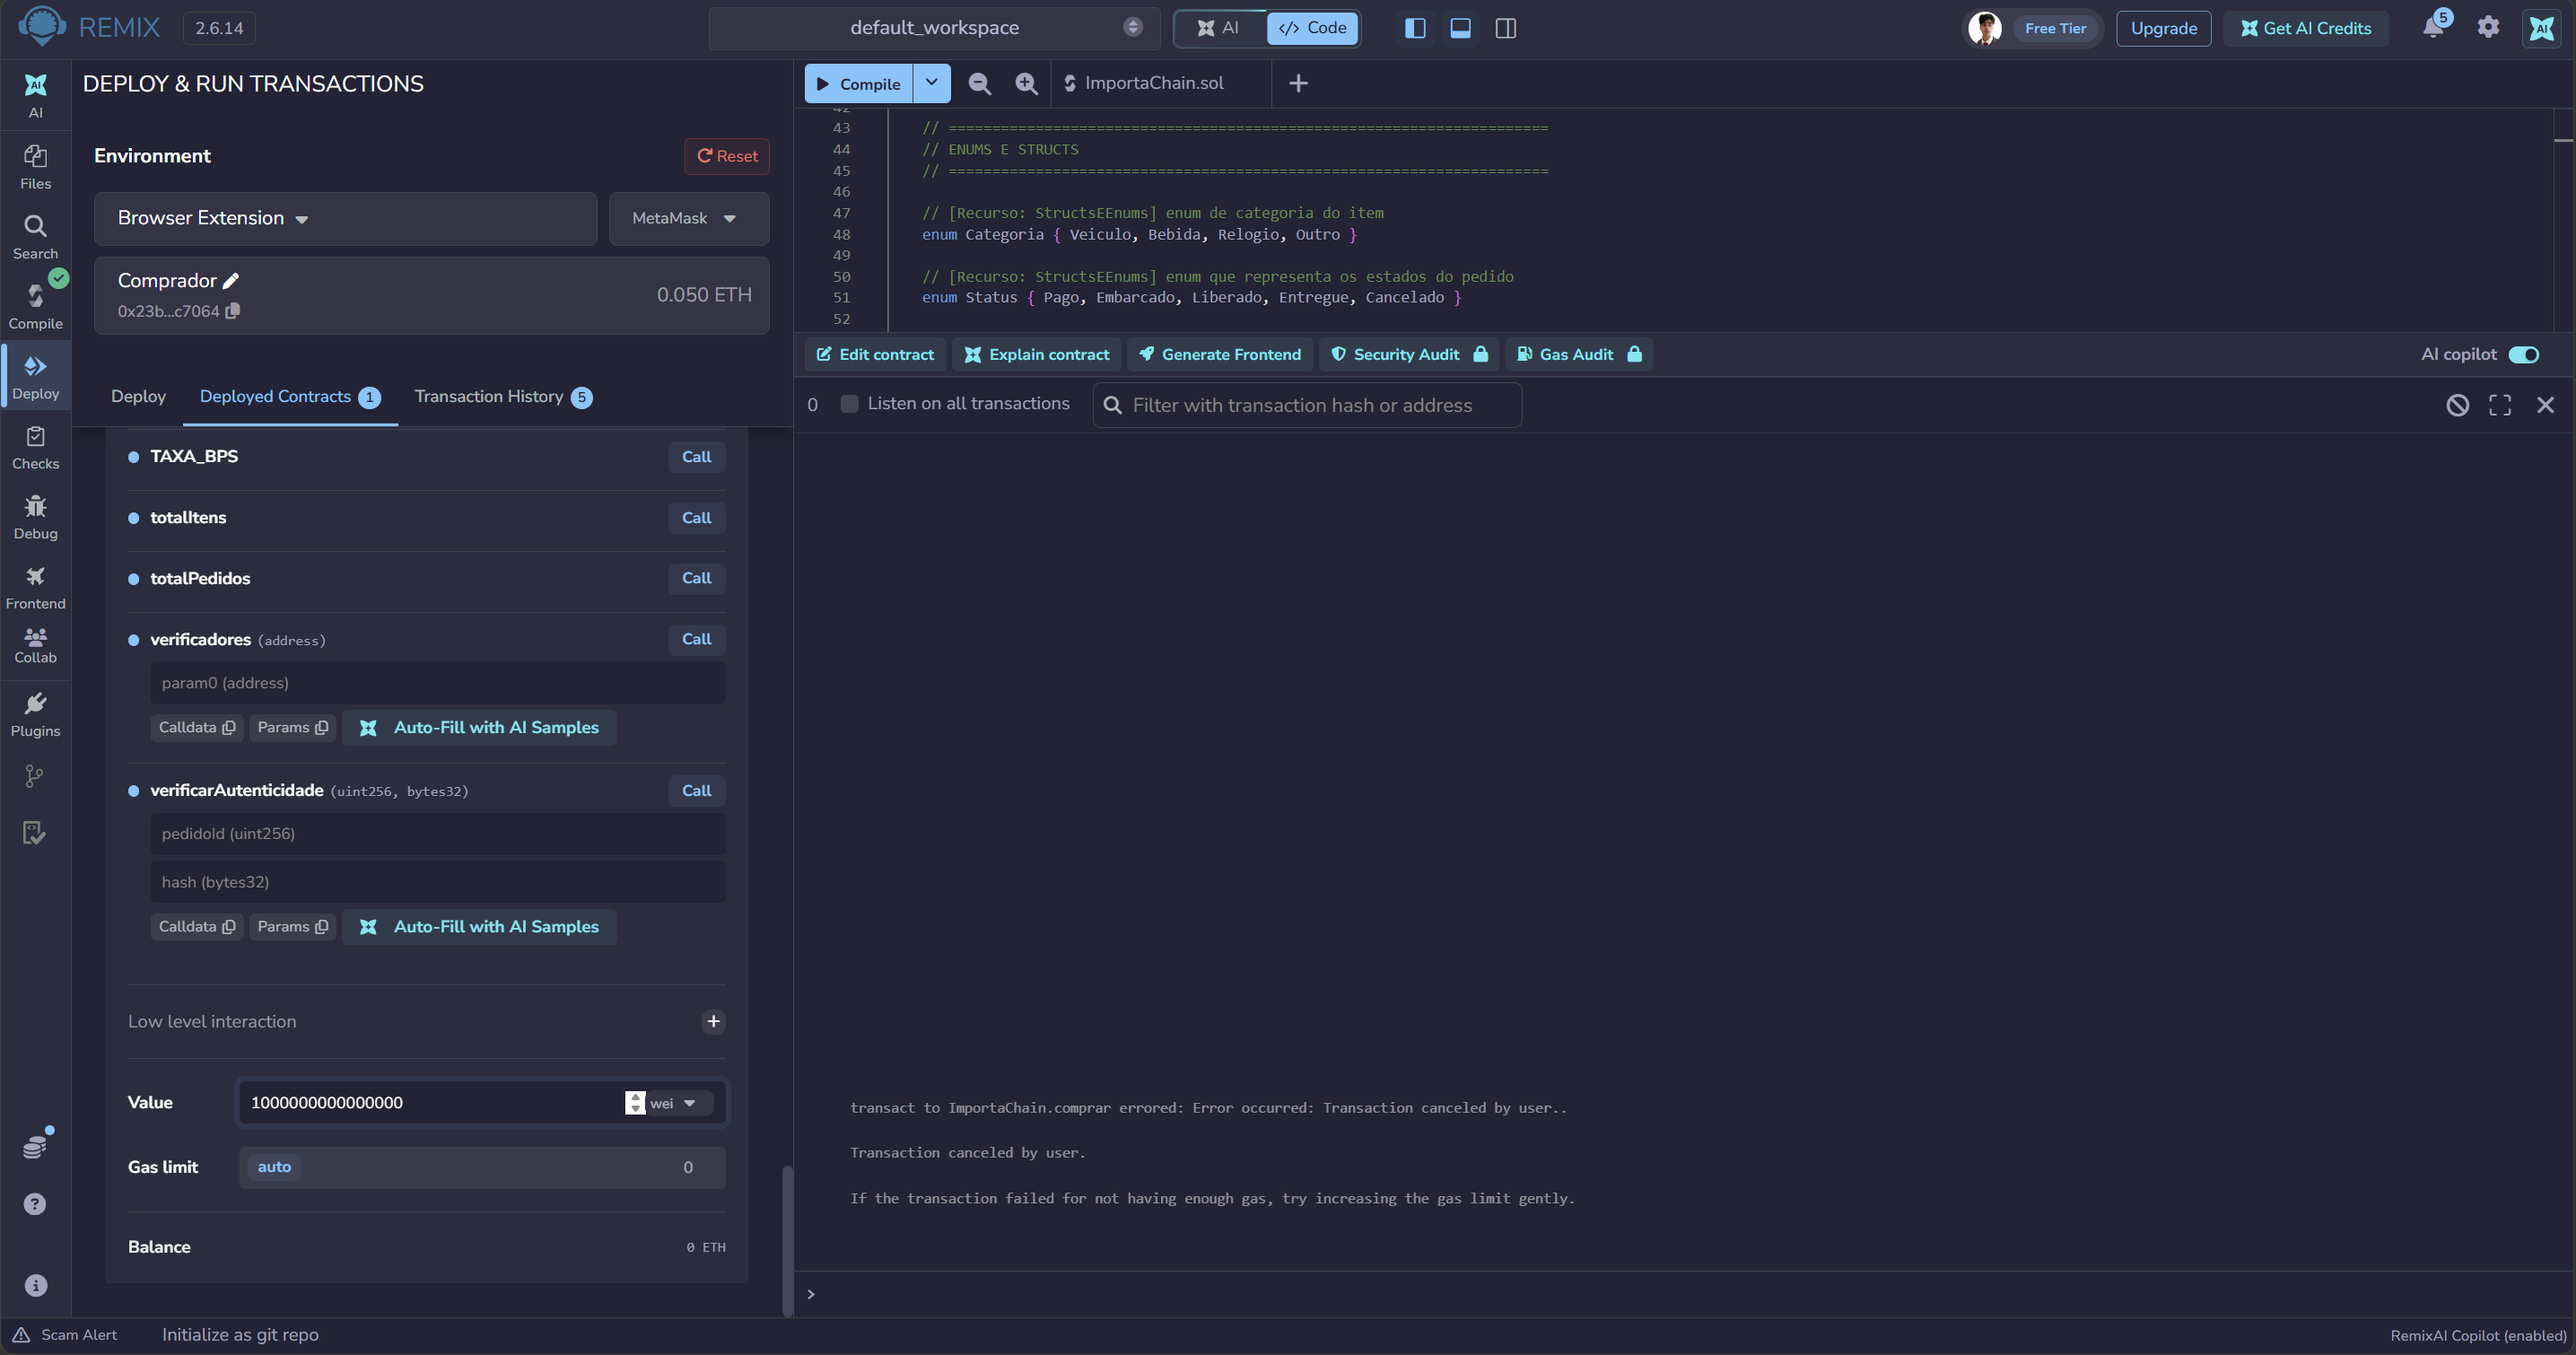 REMIX 2.6.14 default_workspace AI Code Free Tier Upgrade Get AI Credits 5 AI
AI
Files
Search
Compile
Deploy
Checks
Debug
Frontend
Collab
Plugins
DEPLOY & RUN TRANSACTIONS
Environment Reset
Browser Extension MetaMask
Comprador 0.050 ETH
0x23b...c7064
Deploy Deployed Contracts 1 Transaction History 5
TAXA_BPS Call
totalItens Call
totalPedidos Call
verificadores (address) Call
param0 (address)
Calldata Params Auto-Fill with AI Samples
verificarAutenticidade (uint256, bytes32) Call
pedidoId (uint256)
hash (bytes32)
Calldata Params Auto-Fill with AI Samples
Low level interaction
Value 1000000000000000 wei
Gas limit auto 0
Balance 0 ETH
Compile ImportaChain.sol
42
43 // =====================================================================
44 // ENUMS E STRUCTS
45 // =====================================================================
46
47 // [Recurso: StructsEEnums] enum de categoria do item
48 enum Categoria { Veiculo, Bebida, Relogio, Outro }
49
50 // [Recurso: StructsEEnums] enum que representa os estados do pedido
51 enum Status { Pago, Embarcado, Liberado, Entregue, Cancelado }
52
Edit contract Explain contract Generate Frontend Security Audit Gas Audit AI copilot
0 Listen on all transactions Filter with transaction hash or address
transact to ImportaChain.comprar errored: Error occurred: Transaction canceled by user..
Transaction canceled by user.
If the transaction failed for not having enough gas, try increasing the gas limit gently.
>
Scam Alert Initialize as git repo RemixAI Copilot (enabled)